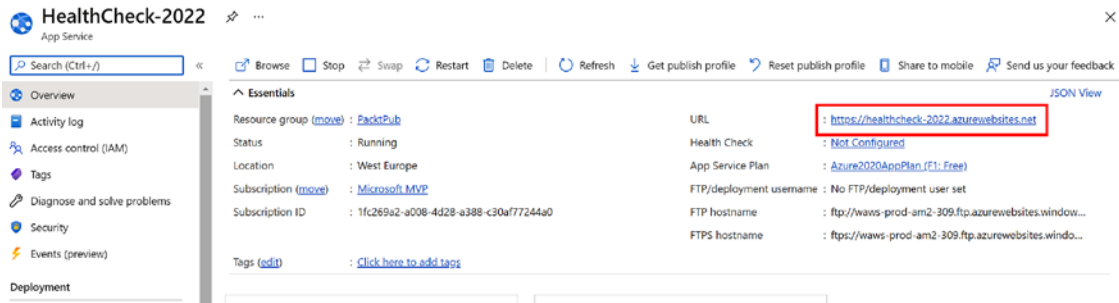 HealthCheck-2022
App Service
Search (Ctrl+/)
Browse Stop Swap Restart Delete Refresh Get publish profile Reset publish profile Share to mobile Send us your feedback
Overview
Activity log
Access control (IAM)
Tags
Diagnose and solve problems
Security
Events (preview)
Deployment
Essentials
JSON View
Resource group (move) : PacktPub
Status : Running
Location : West Europe
Subscription (move) : Microsoft MVP
Subscription ID : 1fc269a2-a008-4d28-a388-c30af77244a0
Tags (edit) : Click here to add tags
URL : https://healthcheck-2022.azurewebsites.net
Health Check : Not Configured
App Service Plan : Azure2020AppPlan (F1: Free)
FTP/deployment username : No FTP/deployment user set
FTP hostname : ftp://waws-prod-am2-309.ftp.azurewebsites.window...
FTPS hostname : ftps://waws-prod-am2-309.ftp.azurewebsites.windo...